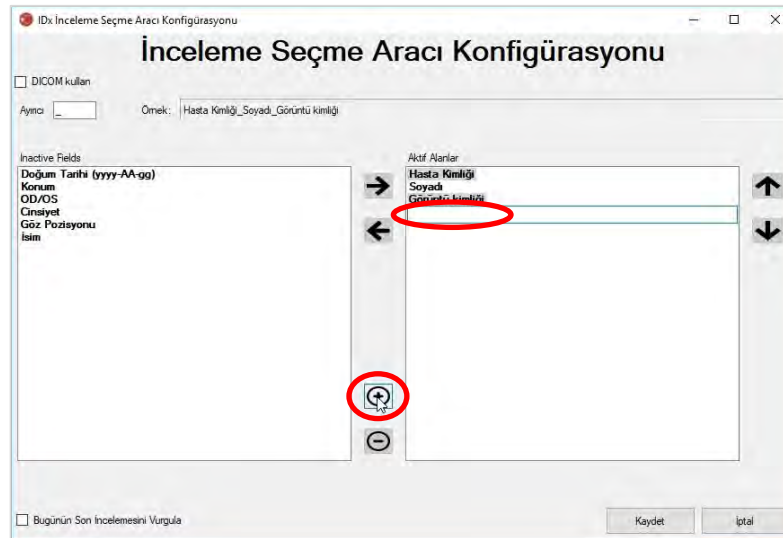 IDx İnceleme Seçme Aracı Konfigürasyonu
İnceleme Seçme Aracı Konfigürasyonu
DICOM kullan
Ayırıcı _ Örnek: Hasta Kimliği_Soyadı_Görüntü kimliği
Inactive Fields
Doğum Tarihi (yyyy-AA-gg)
Konum
OD/OS
Cinsiyet
Göz Pozisyonu
İsim
Aktif Alanlar
Hasta Kimliği
Soyadı
Görüntü kimliği
Bugünün Son İncelemesini Vurgula
Kaydet
İptal